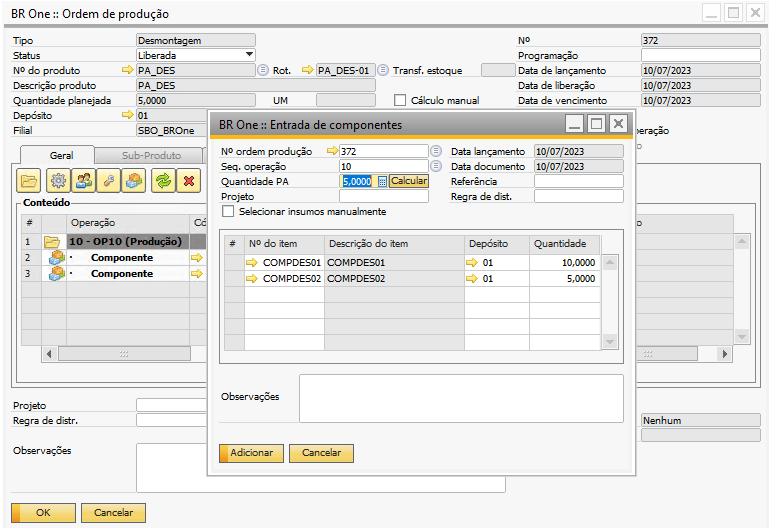 BR One :: Ordem de produção
Tipo Desmontagem Nº 372
Status Liberada Programação
Nº do produto PA_DES Rot. PA_DES-01 Transf. estoque Data de lançamento 10/07/2023
Descrição produto PA_DES Data de liberação 10/07/2023
Quantidade planejada 5,0000 UM Cálculo manual Data de vencimento 10/07/2023
Depósito 01
Filial SBO_BROne
Geral Sub-Produto
Conteúdo
# Operação
1 10 - OP10 (Produção)
2 Componente
3 Componente
Projeto
Regra de distr. Nenhum
Observações
OK Cancelar
BR One :: Entrada de componentes
Nº ordem produção 372 Data lançamento 10/07/2023
Seq. operação 10 Data documento 10/07/2023
Quantidade PA 5,0000 Calcular Referência
Projeto Regra de dist.
Selecionar insumos manualmente
# Nº do item Descrição do item Depósito Quantidade
COMPDES01 COMPDES01 01 10,0000
COMPDES02 COMPDES02 01 5,0000
Observações
Adicionar Cancelar